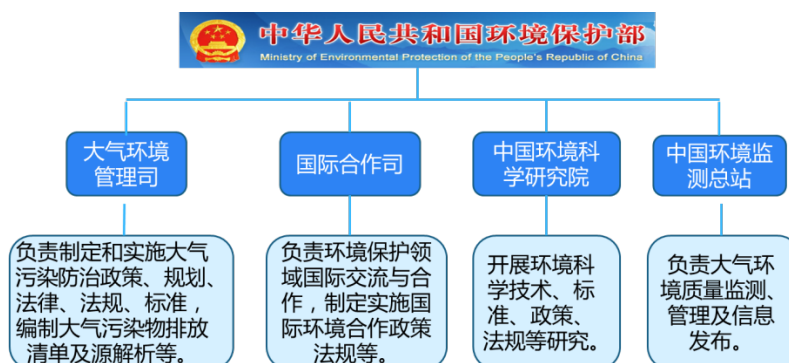 中华人民共和国环境保护部
Ministry of Environmental Protection of the People's Republic of China
大气环境
管理司
国际合作司
中国环境科
学研究院
中国环境监
测总站
负责制定和实施大气
污染防治政策、规划、
法律、法规、标准，
编制大气污染物排放
清单及源解析等。
负责环境保护领
域国际交流与合
作，制定实施国
际环境合作政策
法规等。
开展环境科
学技术、标
准、政策、
法规等研究。
负责大气环
境质量监测、
管理及信息
发布。